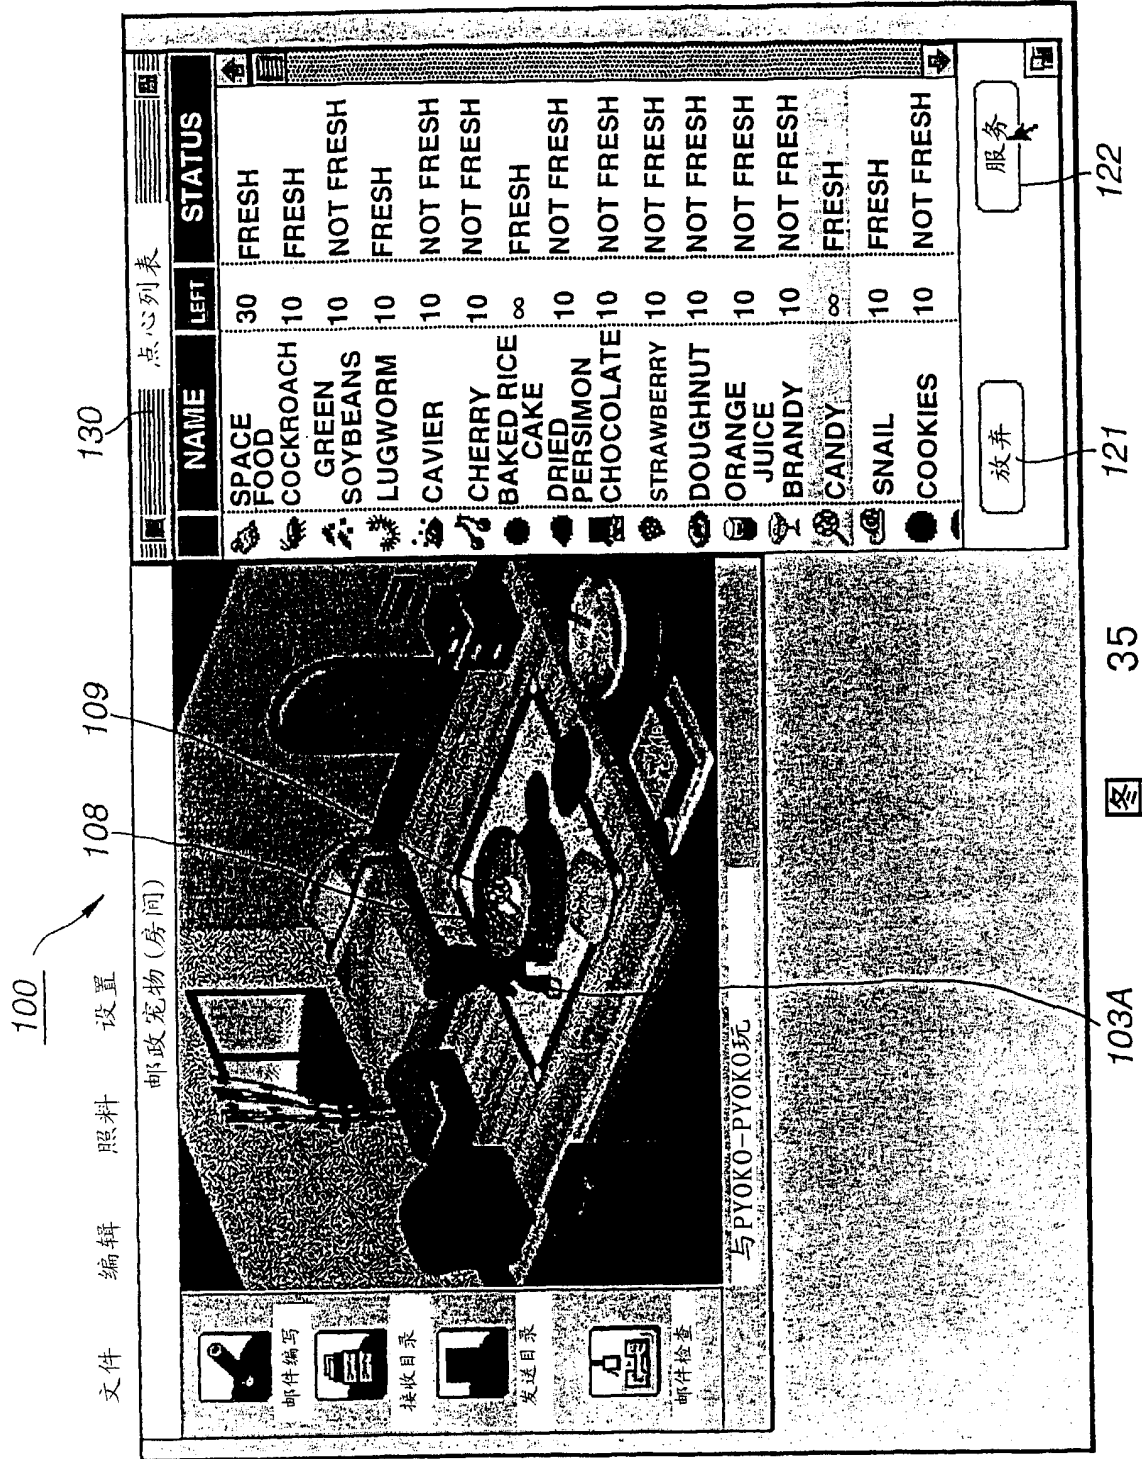 100
文件 编辑 照料 设置
108
109
130
邮政宠物(房间)
点心列表
NAME LEFT STATUS
SPACE FOOD 30 FRESH
COCKROACH 10 FRESH
GREEN SOYBEANS 10 NOT FRESH
LUGWORM 10 FRESH
CAVIER 10 NOT FRESH
CHERRY 10 NOT FRESH
BAKED RICE CAKE ∞ FRESH
DRIED PERSIMON 10 NOT FRESH
CHOCOLATE 10 NOT FRESH
STRAWBERRY 10 NOT FRESH
DOUGHNUT 10 NOT FRESH
ORANGE JUICE 10 NOT FRESH
BRANDY 10 NOT FRESH
CANDY ∞ FRESH
SNAIL 10 FRESH
COOKIES 10 NOT FRESH
放弃
服务
邮件编写
接收目录
发送目录
邮件检查
与PYOKO-PYOKO玩
103A
121
122
图 35